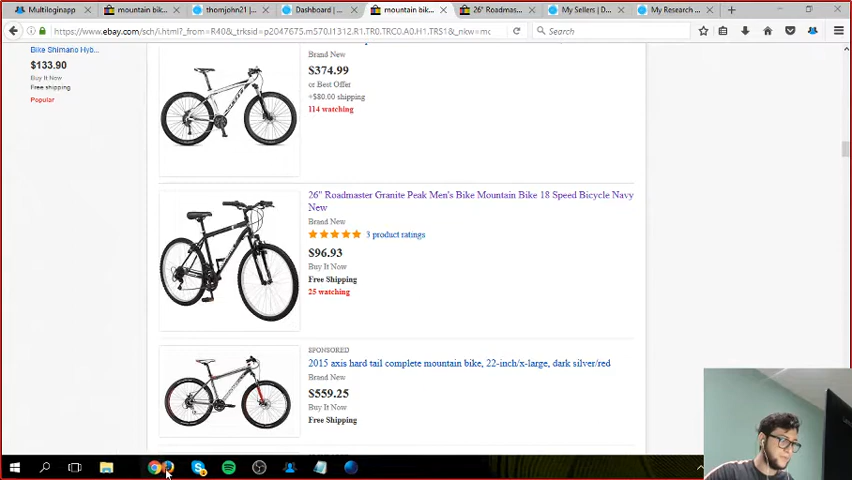 Multiloginapp
mountain bik...
thornjohn21 | ...
Dashboard | ...
mountain bik...
26" Roadmas...
My Sellers | D...
My Research ...
https://www.ebay.com/sch/i.html?_from=R40&_trksid=p2047675.m570.l1312.R1.TR0.TRC0.A0.H1.TRS1&_nkw=mc
Search
Bike Shimano Hyb...
$133.90
Buy It Now
Free shipping
Popular
Brand New
$374.99
or Best Offer
+$80.00 shipping
114 watching
26" Roadmaster Granite Peak Men's Bike Mountain Bike 18 Speed Bicycle Navy
New
Brand New
3 product ratings
$96.93
Buy It Now
Free Shipping
25 watching
SPONSORED
2015 axis hard tail complete mountain bike, 22-inch/x-large, dark silver/red
Brand New
$559.25
Buy It Now
Free Shipping